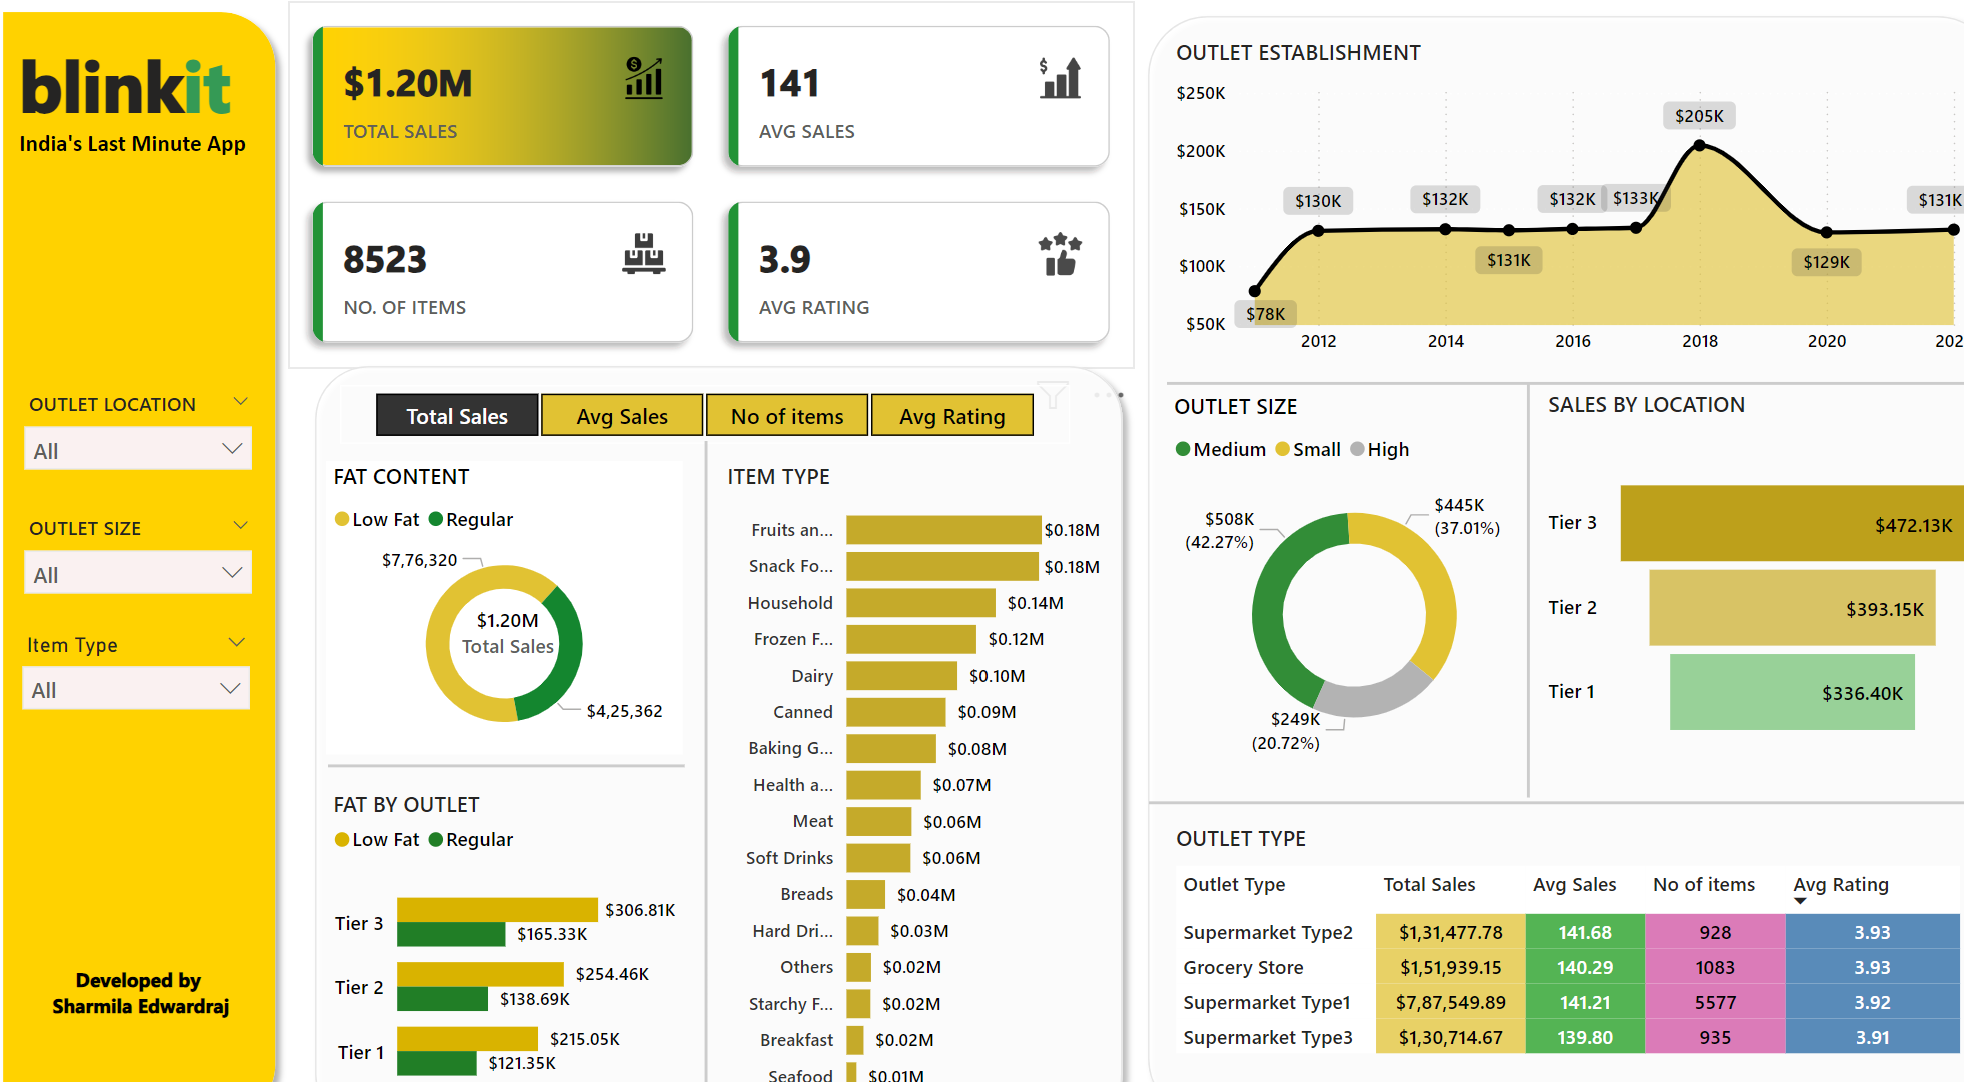 blinkit
India's Last Minute App
OUTLET LOCATION
All
OUTLET SIZE
All
Item Type
All
Developed by
Sharmila Edwardraj
$1.20M
TOTAL SALES
141
AVG SALES
8523
NO. OF ITEMS
3.9
AVG RATING
Total Sales
Avg Sales
No of items
Avg Rating
FAT CONTENT
Low Fat Regular
$7,76,320
$1.20M
Total Sales
$4,25,362
FAT BY OUTLET
Low Fat Regular
Tier 3 $306.81K
$165.33K
Tier 2 $254.46K
$138.69K
Tier 1 $215.05K
$121.35K
ITEM TYPE
Fruits an... $0.18M
Snack Fo... $0.18M
Household $0.14M
Frozen F... $0.12M
Dairy $0.10M
Canned $0.09M
Baking G... $0.08M
Health a... $0.07M
Meat $0.06M
Soft Drinks $0.06M
Breads $0.04M
Hard Dri... $0.03M
Others $0.02M
Starchy F... $0.02M
Breakfast $0.02M
Seafood $0.01M
OUTLET ESTABLISHMENT
$250K
$200K
$150K
$100K
$50K
$78K
$130K
$132K
$131K
$132K
$133K
$205K
$129K
$131K
2012 2014 2016 2018 2020 202
OUTLET SIZE
Medium Small High
$508K
(42.27%)
$445K
(37.01%)
$249K
(20.72%)
SALES BY LOCATION
Tier 3 $472.13K
Tier 2 $393.15K
Tier 1 $336.40K
OUTLET TYPE
Outlet Type Total Sales Avg Sales No of items Avg Rating
Supermarket Type2 $1,31,477.78 141.68 928 3.93
Grocery Store $1,51,939.15 140.29 1083 3.93
Supermarket Type1 $7,87,549.89 141.21 5577 3.92
Supermarket Type3 $1,30,714.67 139.80 935 3.91